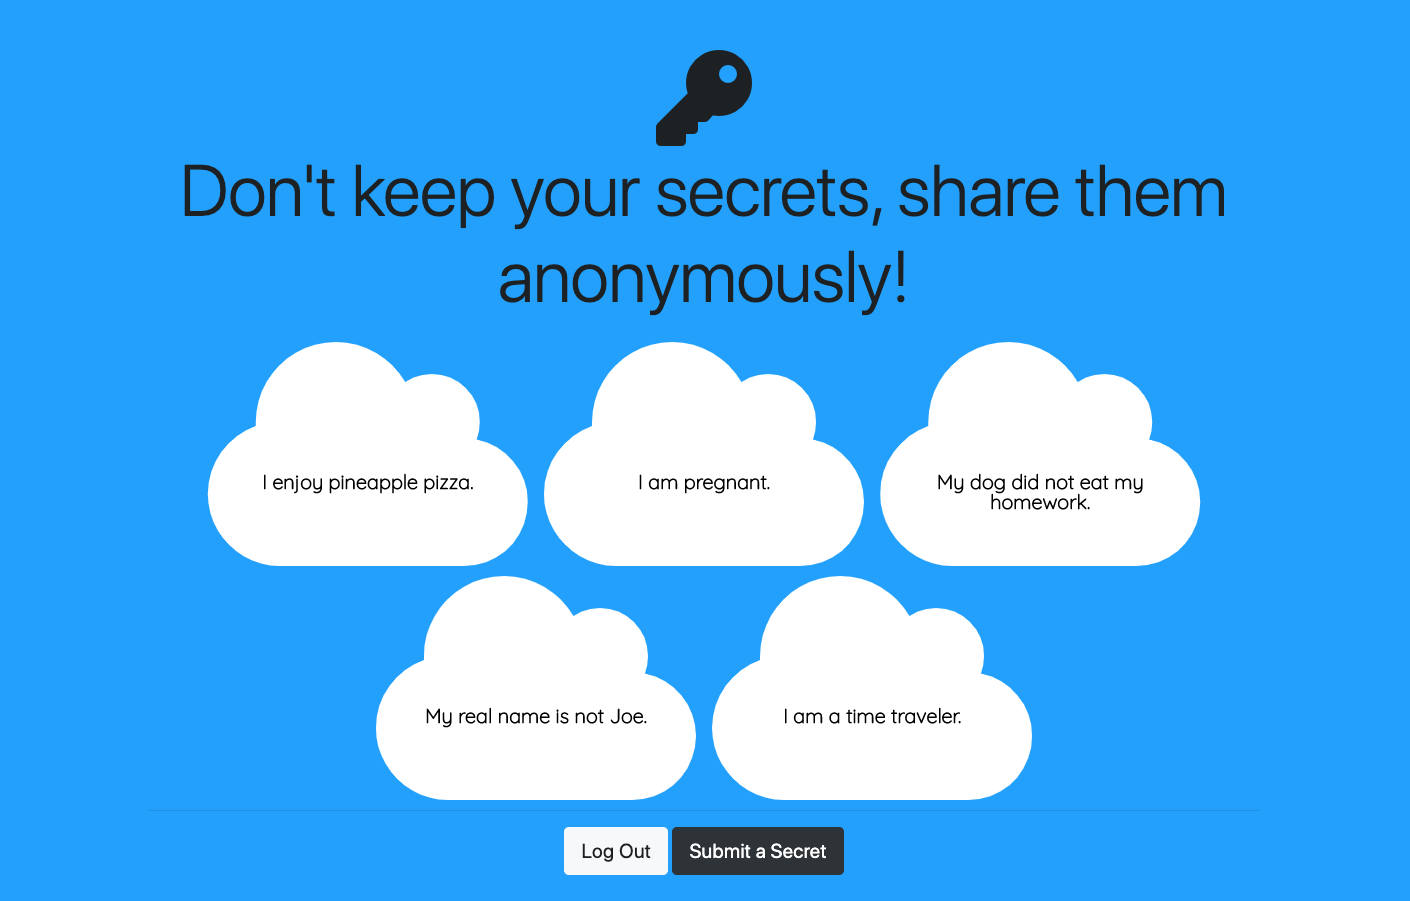 Don't keep your secrets, share them
anonymously!
I enjoy pineapple pizza.
I am pregnant.
My dog did not eat my
homework.
My real name is not Joe.
I am a time traveler.
Log Out
Submit a Secret